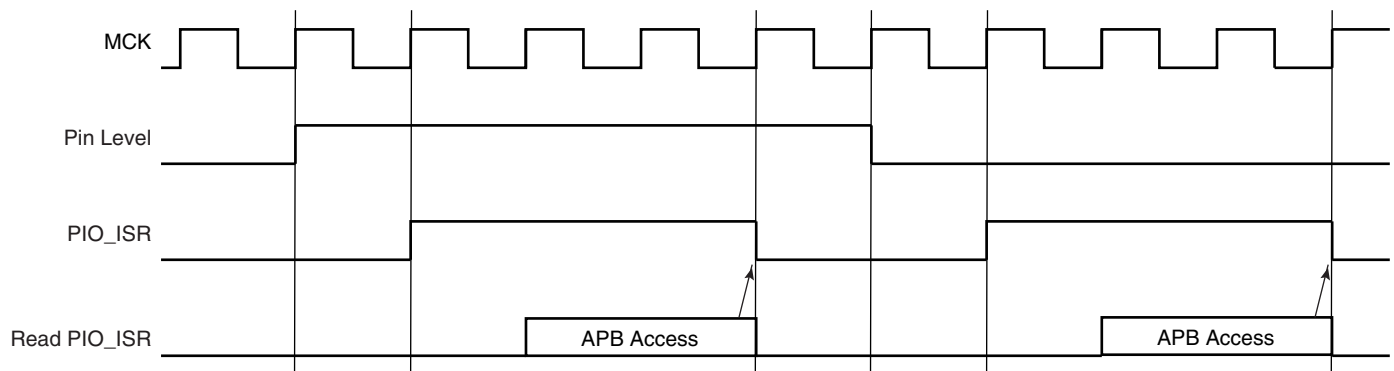 MCK
Pin Level
PIO_ISR
Read PIO_ISR
APB Access
APB Access